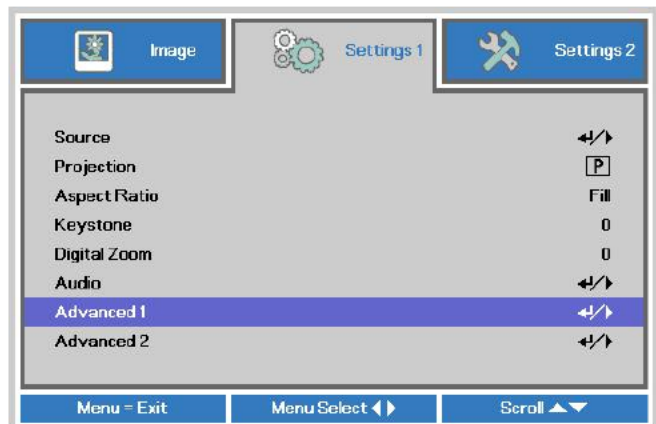 Image Settings 1 Settings 2
Source ↵/▶
Projection P
Aspect Ratio Fill
Keystone 0
Digital Zoom 0
Audio ↵/▶
Advanced 1 ↵/▶
Advanced 2 ↵/▶
Menu = Exit Menu Select ◀▶ Scroll ▲▼